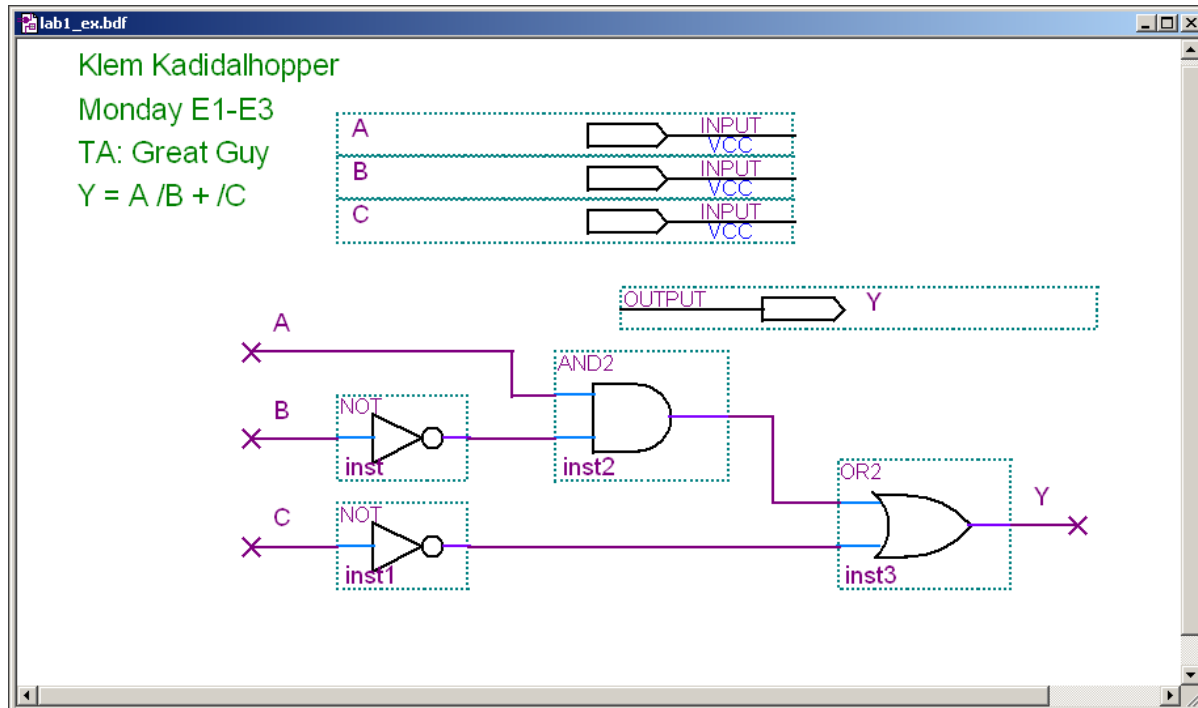 lab1_ex.bdf
Klem Kadidalhopper
Monday E1-E3
TA: Great Guy
Y = A /B + /C
A INPUT
VCC
B INPUT
VCC
C INPUT
VCC
OUTPUT Y
A
AND2
B NOT
inst inst2
OR2
C NOT Y
inst1 inst3